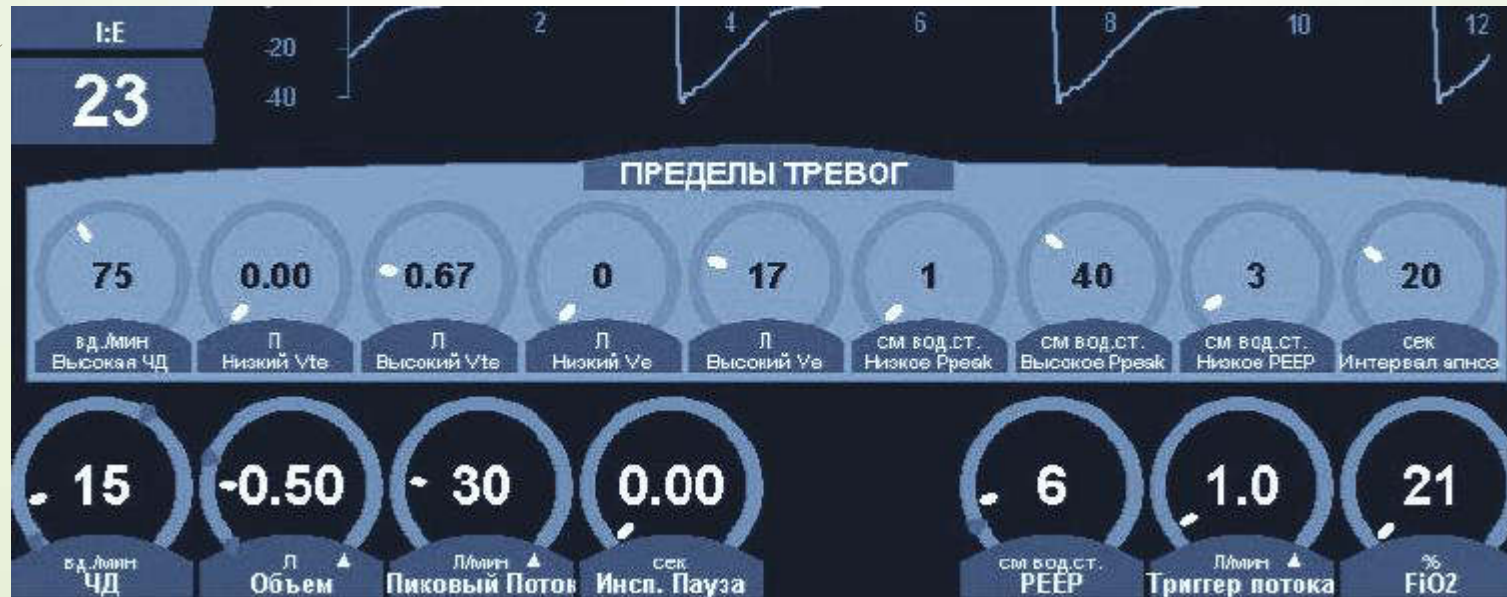 I:E
23
-20
-40
2 4 6 8 10 12
ПРЕДЕЛЫ ТРЕВОГ
75 0.00 0.67 0 17 1 40 3 20
вд./мин Л Л Л Л см вод.ст. см вод.ст. см вод.ст. сек
Высокая ЧД Низкий Vte Высокий Vte Низкий Ve Высокий Ve Низкое Ppeak Высокое Ppeak Низкое PEEP Интервал апноэ
15 0.50 30 0.00 6 1.0 21
вд./мин Л Л/мин сек см вод.ст. Л/мин %
ЧД Объем Пиковый Поток Инсп. Пауза PEEP Триггер потока FiO2